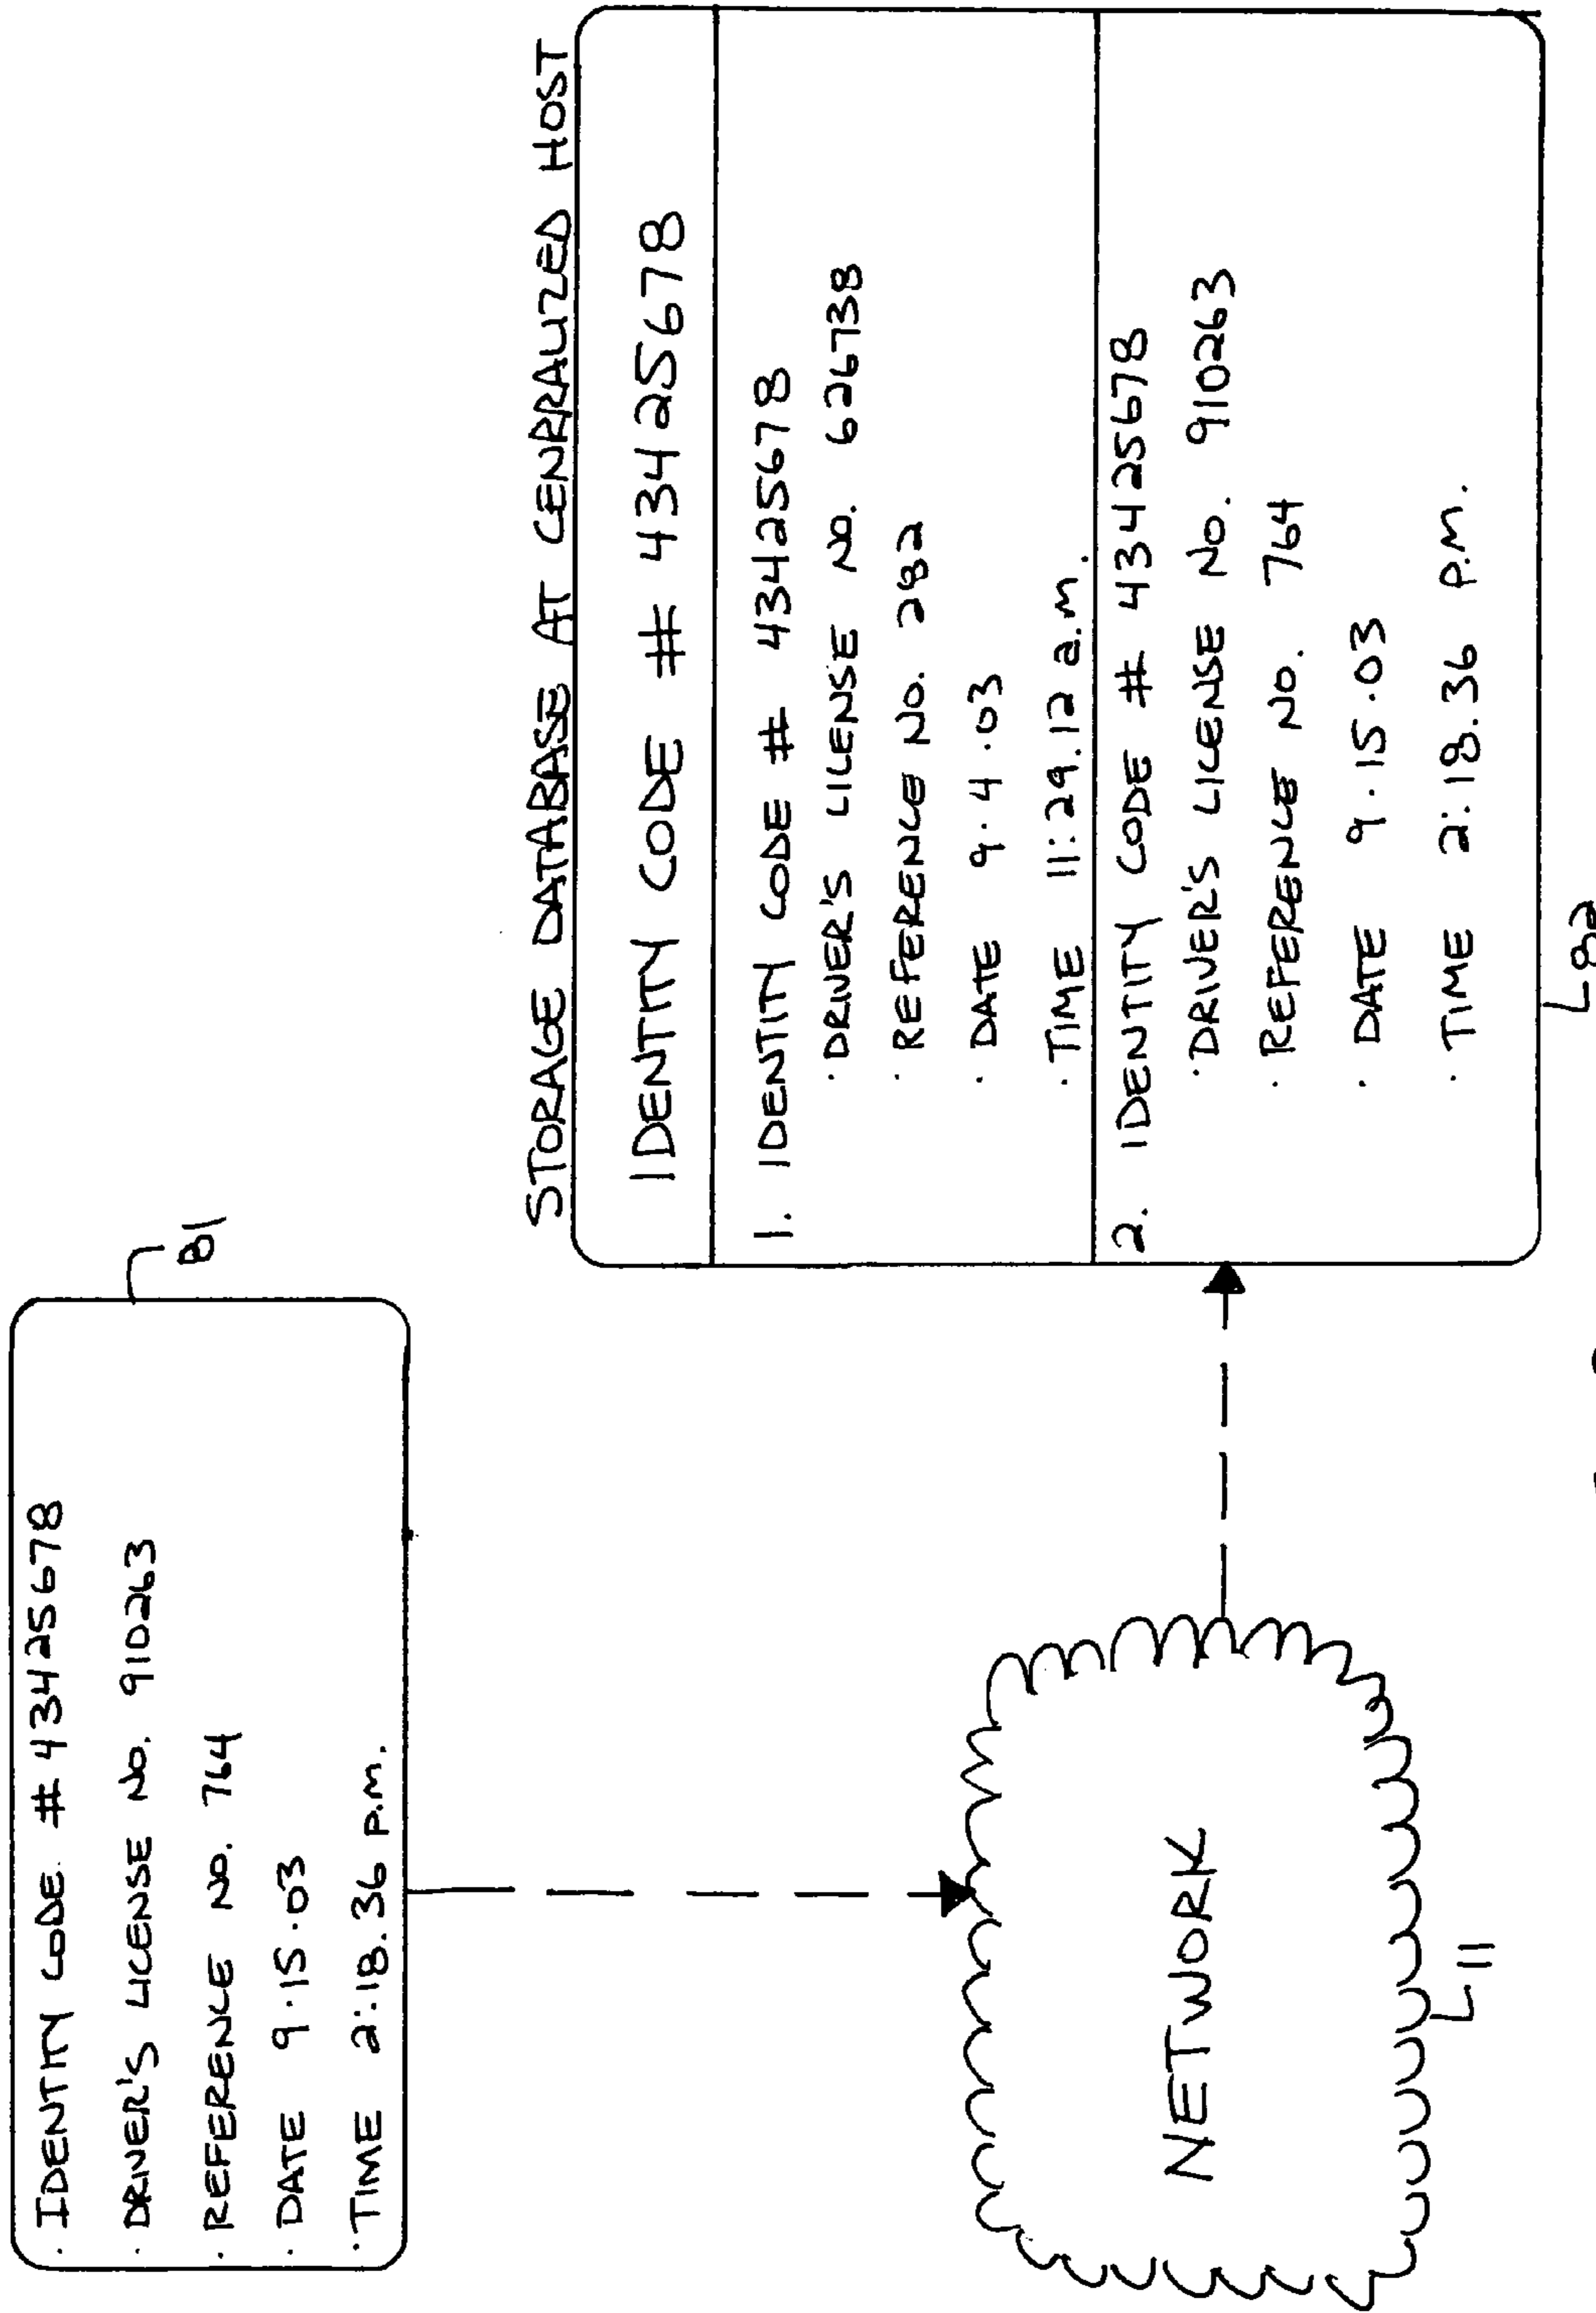 · IDENTITY CODE # 43425678
· DRIVER'S LICENSE NO. 910263
· REFERENCE NO. 764
· DATE 9·15·03
· TIME 2:18.36 P.M.
81
STORAGE DATABASE AT CENRRALIZED HOST
IDENTITY CODE # 43425678
1. IDENTITY CODE # 43425678
· DRIVER'S LICENSE NO. 626738
· REFERENCE NO. 282
· DATE 9·4·03
· TIME 11:29.12 a.m.
2. IDENTITY CODE # 43425678
· DRIVER'S LICENSE NO. 910263
· REFERENCE NO. 764
· DATE 9·15·03
· TIME 2:18.36 P.M.
82
NETWORK
11